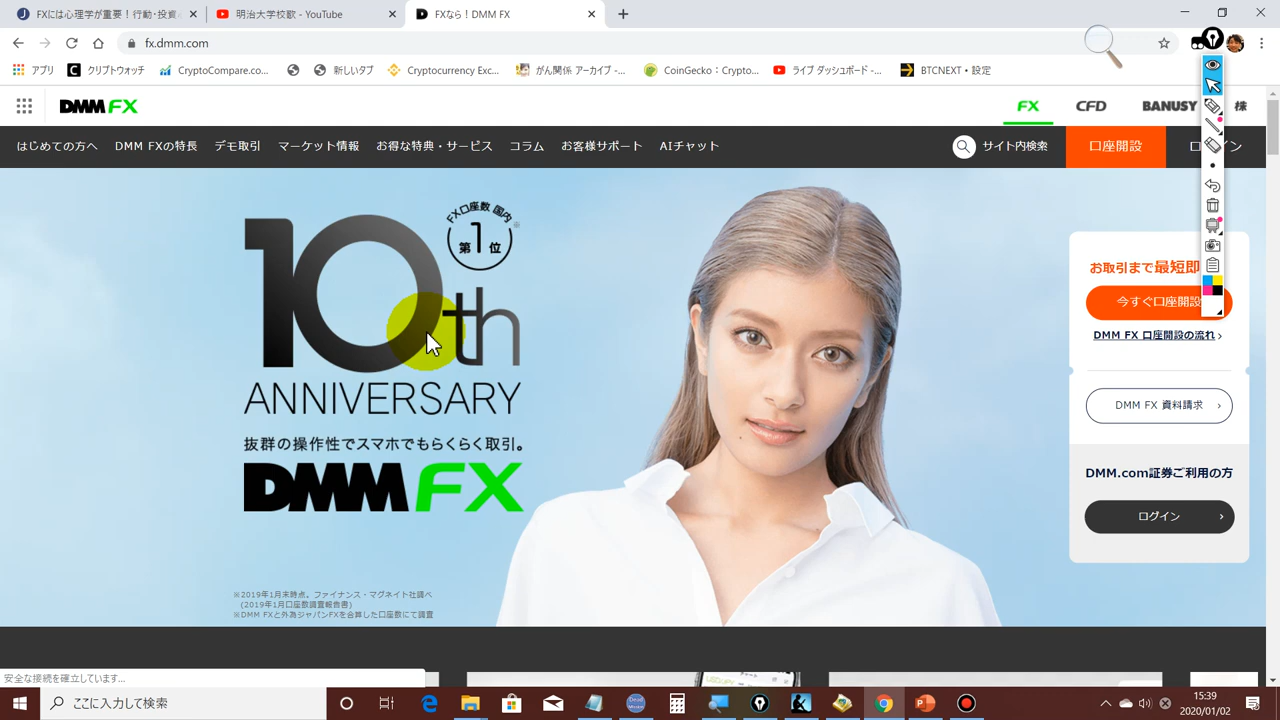 FXには心理学が重要！行動・投資ﾉ
明治大学校歌 - YouTube
FXなら！DMM FX
fx.dmm.com
アプリ
クリプトウォッチ
CryptoCompare.co...
新しいタブ
Cryptocurrency Exc...
がん関係 アーカイブ -...
CoinGecko：Crypto...
ライブ ダッシュボード -...
BTCNEXT・設定
DMM FX
FX
CFD
BANUSY
株
はじめての方へ
DMM FXの特長
デモ取引
マーケット情報
お得な特典・サービス
コラム
お客様サポート
AIチャット
サイト内検索
口座開設
ロ
イン
10th
ANNIVERSARY
FX口座数 国内
第1位
※
抜群の操作性でスマホでもらくらく取引。
DMM FX
※2019年1月末時点。ファイナンス・マグネイト社調べ
(2019年1月口座数調査報告書)
※DMM FXと外為ジャパンFXを合算した口座数にて調査
お取引まで最短即
今すぐ口座開設
DMM FX 口座開設の流れ
DMM FX 資料請求
DMM.com証券ご利用の方
ログイン
安全な接続を確立しています...
ここに入力して検索
15:39
2020/01/02